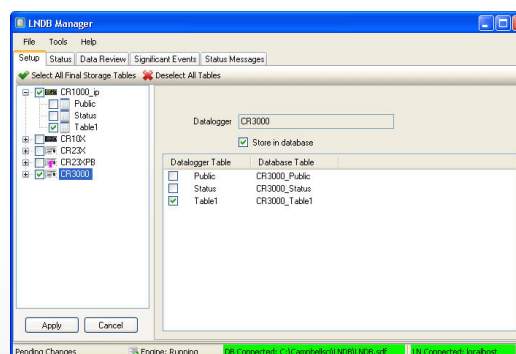 LNDB Manager
File Tools Help
Setup Status Data Review Significant Events Status Messages
Select All Final Storage Tables Deselect All Tables
CR1000_ip
Public
Status
Table1
CR10X
CR23X
CR23XPB
CR3000
Datalogger CR3000
Store in database
Datalogger Table Database Table
Public CR3000_Public
Status CR3000_Status
Table1 CR3000_Table1
Apply Cancel
Pending Changes Engine: Running DB Connected: C:\Campbellsci\LNDB\LNDB.sdf LN Connected: localhost